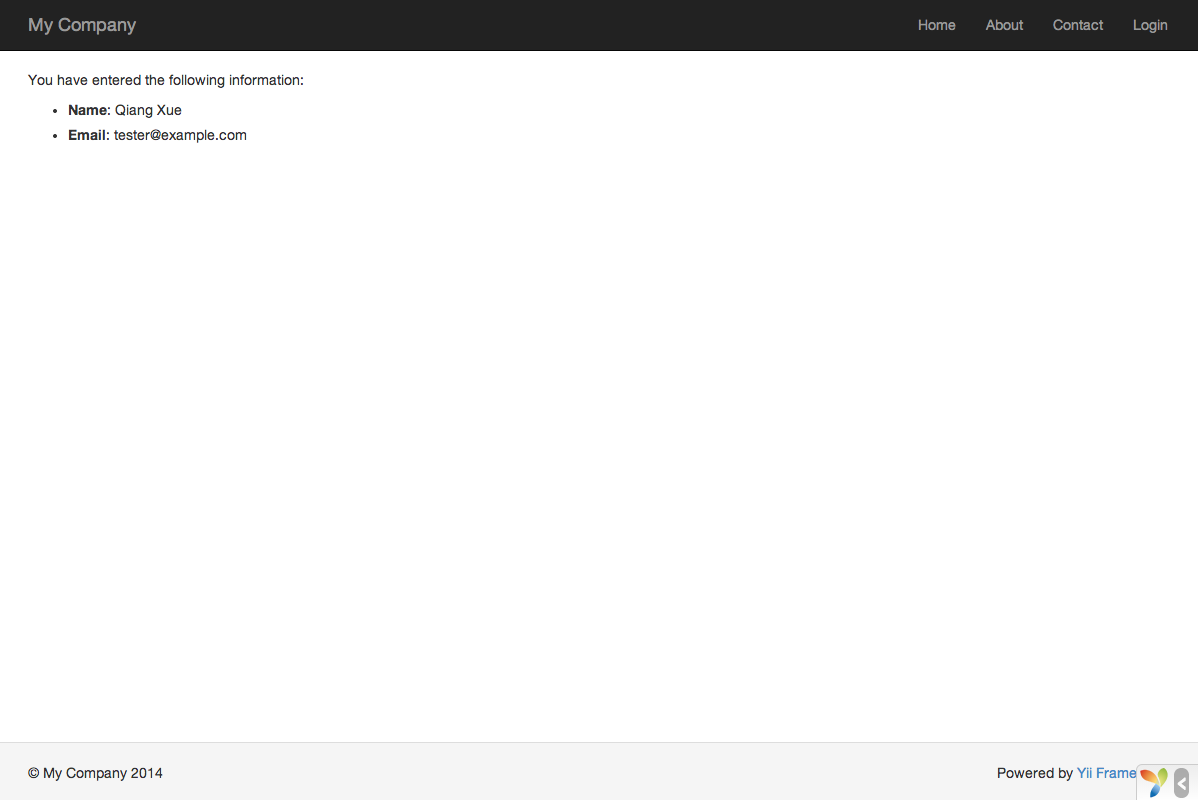 My Company Home About Contact Login
You have entered the following information:
• Name: Qiang Xue
• Email: tester@example.com
© My Company 2014 Powered by Yii Frame